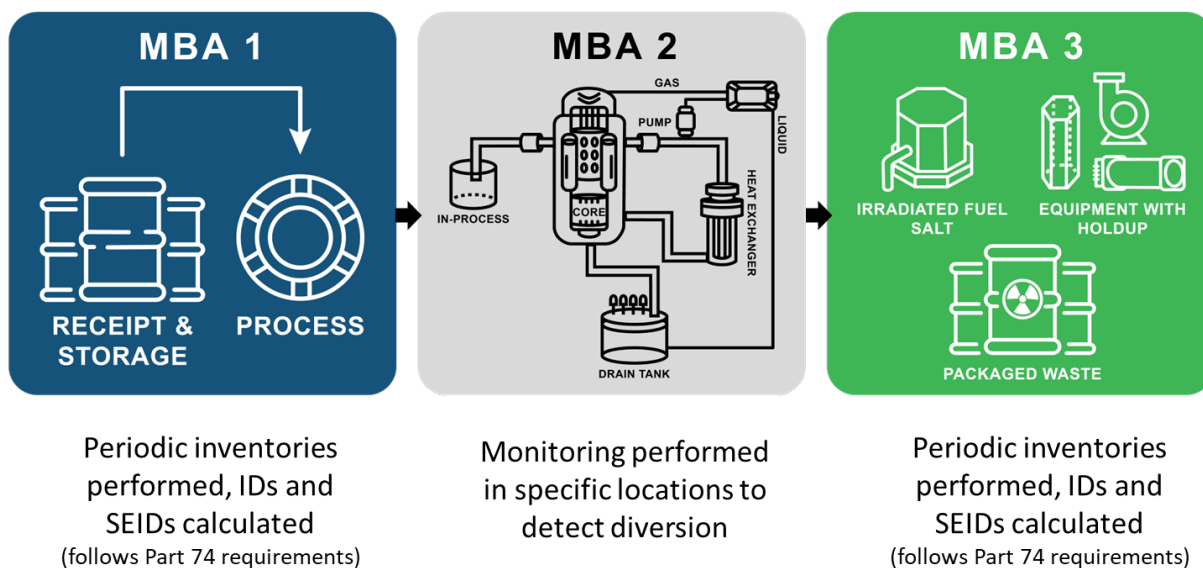 MBA 1
RECEIPT &
STORAGE
PROCESS
Periodic inventories
performed, IDs and
SEIDs calculated
(follows Part 74 requirements)
MBA 2
GAS
PUMP
LIQUID
IN-PROCESS
CORE
HEAT EXCHANGER
DRAIN TANK
Monitoring performed
in specific locations to
detect diversion
MBA 3
IRRADIATED FUEL
SALT
EQUIPMENT WITH
HOLDUP
PACKAGED WASTE
Periodic inventories
performed, IDs and
SEIDs calculated
(follows Part 74 requirements)